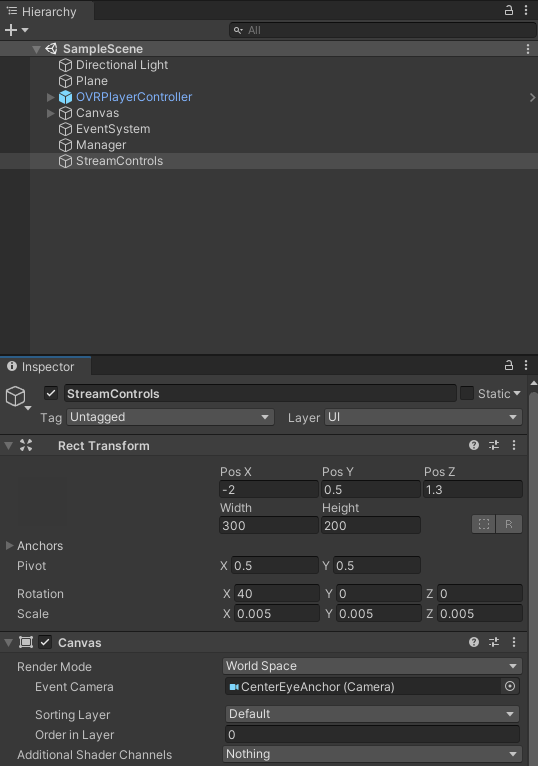 Hierarchy
All
SampleScene
Directional Light
Plane
OVRPlayerController
Canvas
EventSystem
Manager
StreamControls
Inspector
StreamControls Static
Tag Untagged Layer UI
Rect Transform
Pos X Pos Y Pos Z
-2 0.5 1.3
Width Height
300 200 R
Anchors
Pivot X 0.5 Y 0.5
Rotation X 40 Y 0 Z 0
Scale X 0.005 Y 0.005 Z 0.005
Canvas
Render Mode World Space
Event Camera CenterEyeAnchor (Camera)
Sorting Layer Default
Order in Layer 0
Additional Shader Channels Nothing